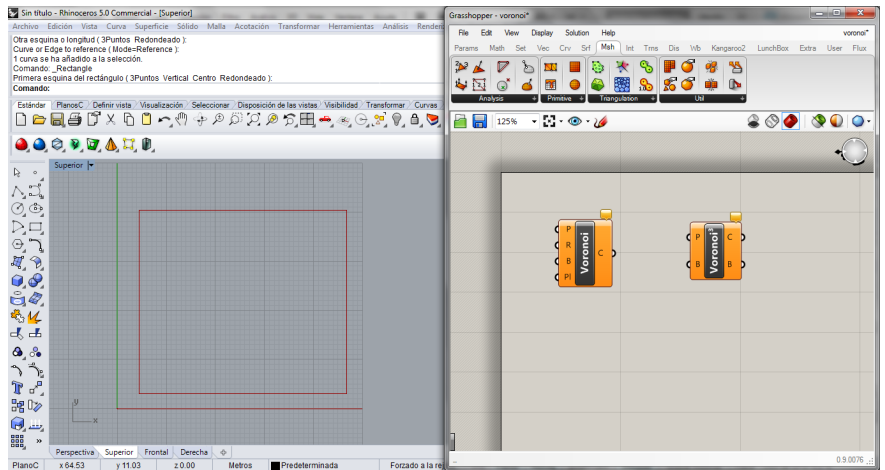 Sin título - Rhinoceros 5.0 Commercial - [Superior]
Archivo Edición Vista Curva Superficie Sólido Malla Acotación Transformar Herramientas Análisis Renderi
Otra esquina o longitud ( 3Puntos Redondeado ):
Curve or Edge to reference ( Mode=Reference ):
1 curva se ha añadido a la selección.
Comando: _Rectangle
Primera esquina del rectángulo ( 3Puntos Vertical Centro Redondeado ):
Comando:
Estándar PlanosC Definir vista Visualización Seleccionar Disposición de las vistas Visibilidad Transformar Curvas
Superior
y
x
Perspectiva Superior Frontal Derecha
PlanoC x 64.53 y 11.03 z 0.00 Metros Predeterminada Forzado a la re
Grasshopper - voronoi*
File Edit View Display Solution Help voronoi*
Params Math Set Vec Crv Srf Msh Int Trns Dis Wb Kangaroo2 LunchBox Extra User Flux
Analysis + Primitive + Triangulation + Util +
125%
P
R
B
Pl
Voronoi
C
P
B
Voronoi³
C
B
0.9.0076